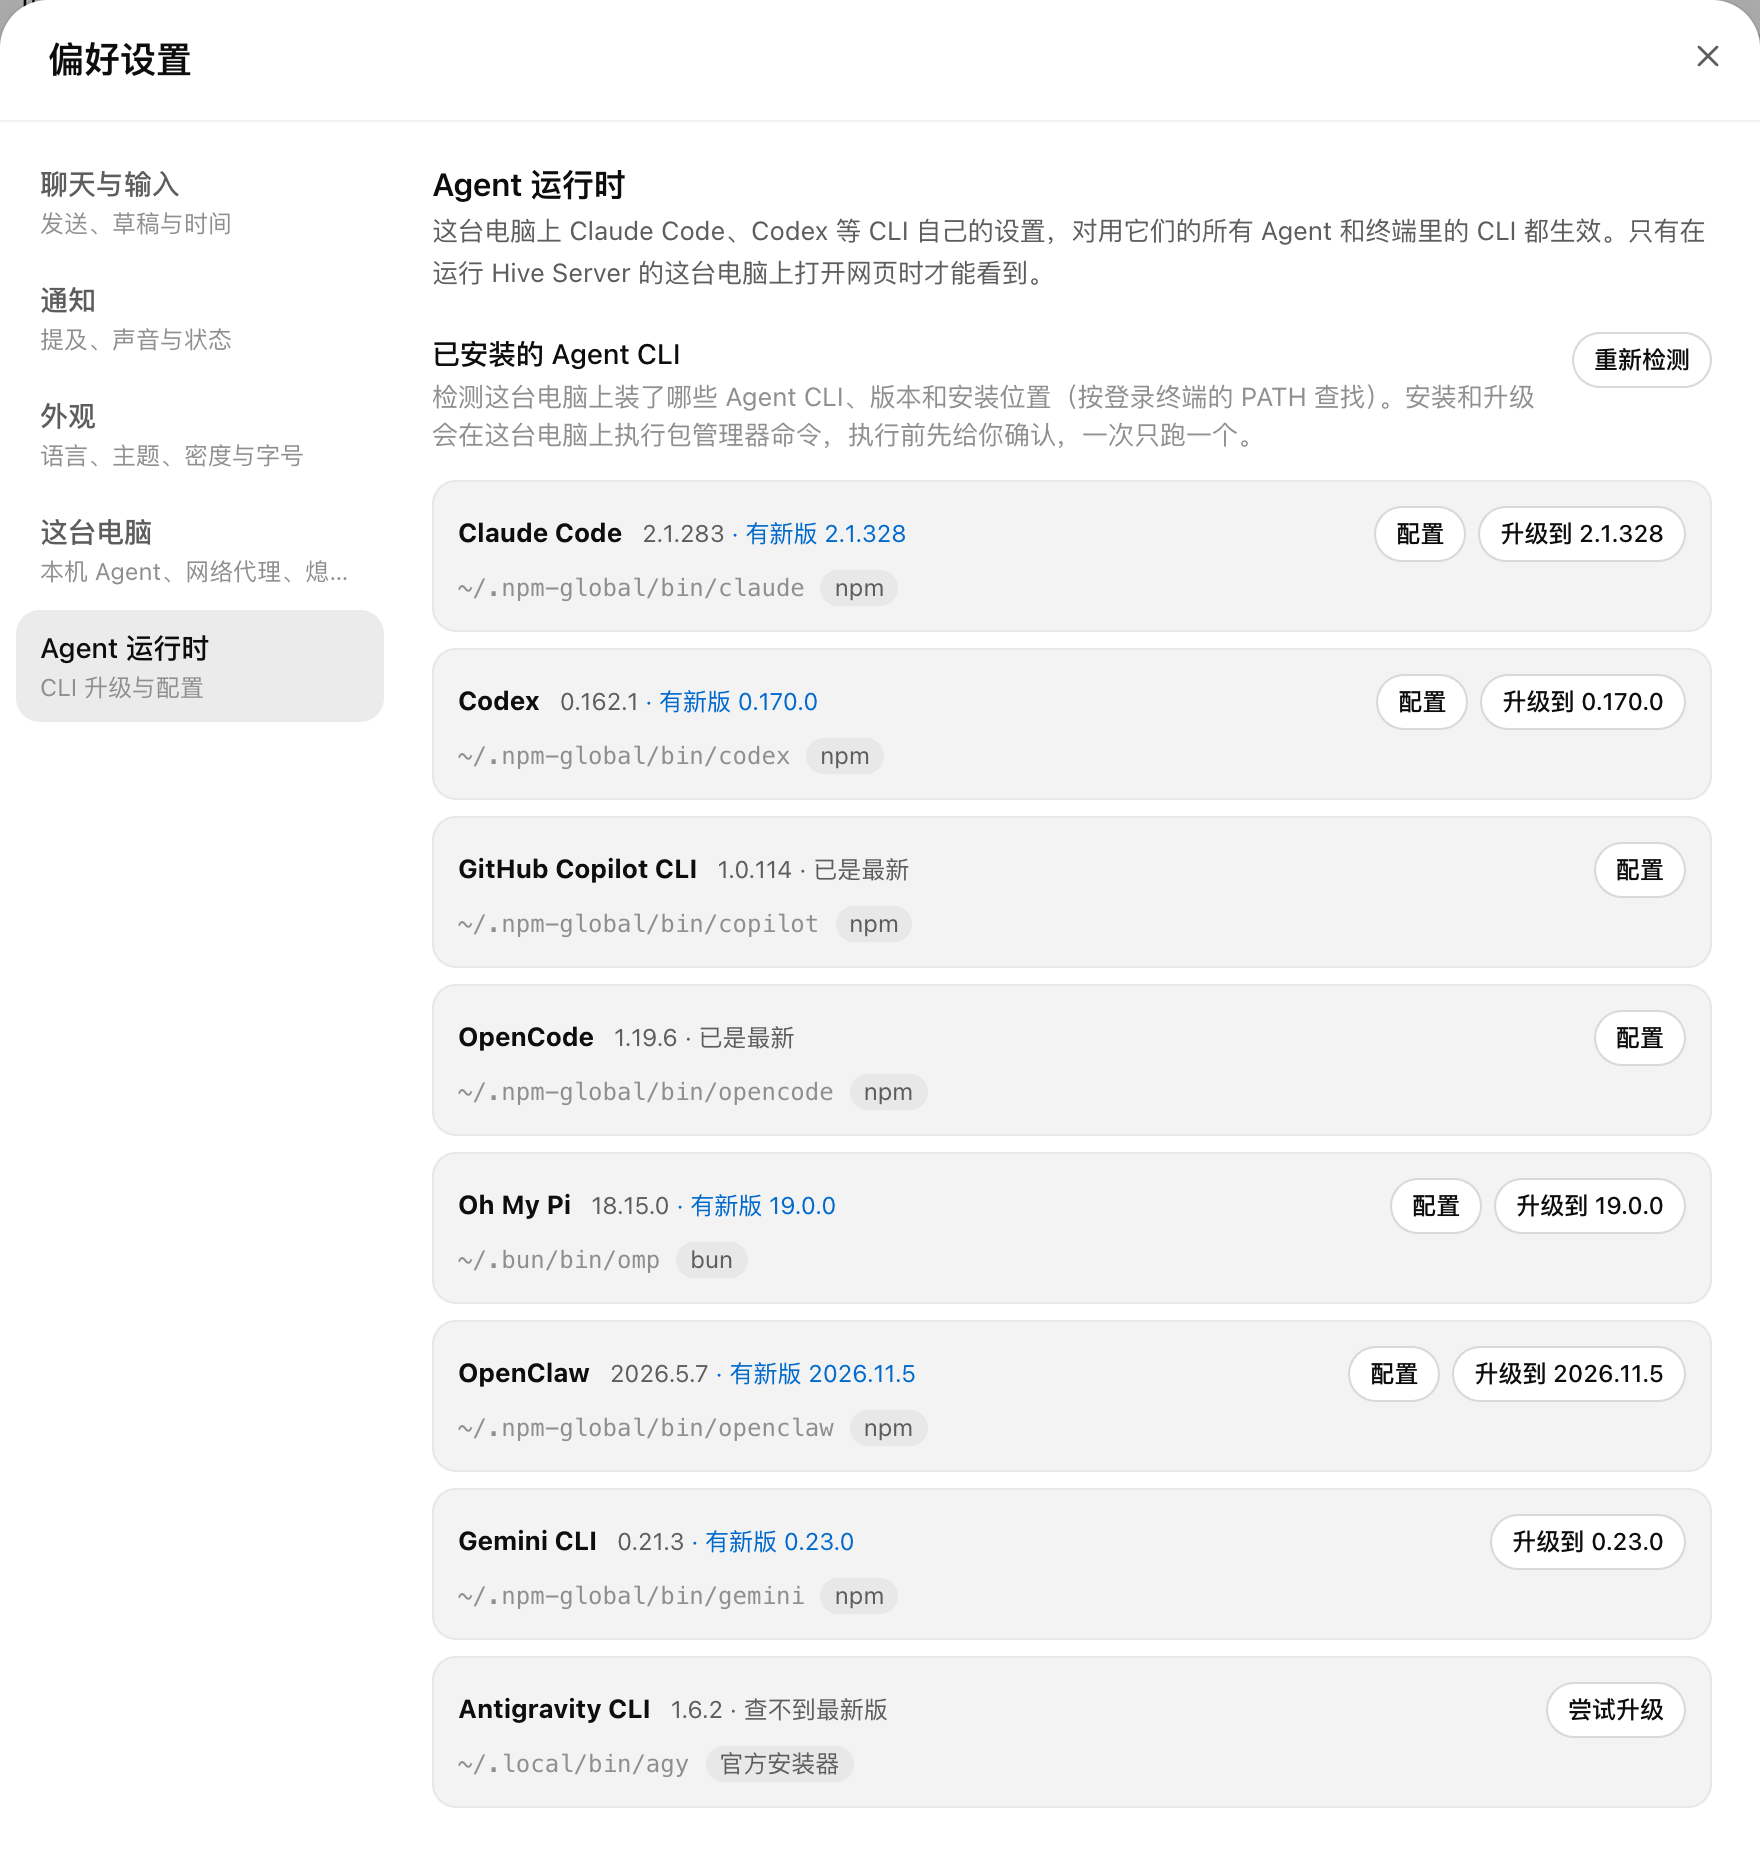 偏好设置
聊天与输入
发送、草稿与时间
通知
提及、声音与状态
外观
语言、主题、密度与字号
这台电脑
本机 Agent、网络代理、熄...
Agent 运行时
CLI 升级与配置
Agent 运行时
这台电脑上 Claude Code、Codex 等 CLI 自己的设置，对用它们的所有 Agent 和终端里的 CLI 都生效。只有在
运行 Hive Server 的这台电脑上打开网页时才能看到。
已安装的 Agent CLI
重新检测
检测这台电脑上装了哪些 Agent CLI、版本和安装位置（按登录终端的 PATH 查找）。安装和升级
会在这台电脑上执行包管理器命令，执行前先给你确认，一次只跑一个。
Claude Code 2.1.283 · 有新版 2.1.328 配置 升级到 2.1.328
~/.npm-global/bin/claude npm
Codex 0.162.1 · 有新版 0.170.0 配置 升级到 0.170.0
~/.npm-global/bin/codex npm
GitHub Copilot CLI 1.0.114 · 已是最新 配置
~/.npm-global/bin/copilot npm
OpenCode 1.19.6 · 已是最新 配置
~/.npm-global/bin/opencode npm
Oh My Pi 18.15.0 · 有新版 19.0.0 配置 升级到 19.0.0
~/.bun/bin/omp bun
OpenClaw 2026.5.7 · 有新版 2026.11.5 配置 升级到 2026.11.5
~/.npm-global/bin/openclaw npm
Gemini CLI 0.21.3 · 有新版 0.23.0 升级到 0.23.0
~/.npm-global/bin/gemini npm
Antigravity CLI 1.6.2 · 查不到最新版 尝试升级
~/.local/bin/agy 官方安装器